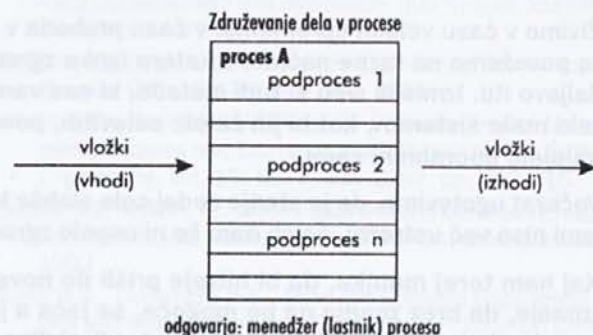 Združevanje dela v procese
proces A
podproces 1
vložki
(vhodi)
podproces 2
vložki
(izhodi)
podproces n
odgovarja: menedžer (lastnik) procesa